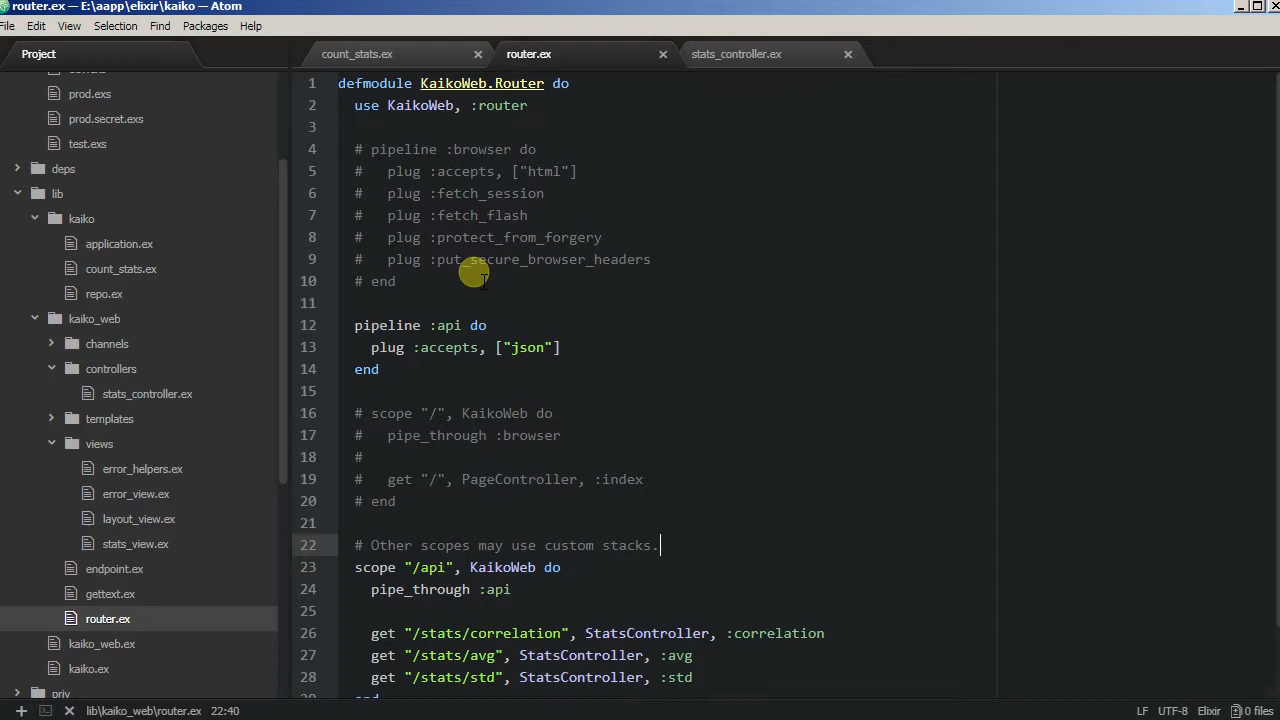 router.ex — E:\aapp\elixir\kaiko — Atom
File Edit View Selection Find Packages Help
Project
count_stats.ex
router.ex
stats_controller.ex
prod.exs
prod.secret.exs
test.exs
deps
lib
kaiko
application.ex
count_stats.ex
repo.ex
kaiko_web
channels
controllers
stats_controller.ex
templates
views
error_helpers.ex
error_view.ex
layout_view.ex
stats_view.ex
endpoint.ex
gettext.ex
router.ex
kaiko_web.ex
kaiko.ex
priv
1 defmodule KaikoWeb.Router do
2 use KaikoWeb, :router
3
4 # pipeline :browser do
5 # plug :accepts, ["html"]
6 # plug :fetch_session
7 # plug :fetch_flash
8 # plug :protect_from_forgery
9 # plug :put_secure_browser_headers
10 # end
11
12 pipeline :api do
13 plug :accepts, ["json"]
14 end
15
16 # scope "/", KaikoWeb do
17 # pipe_through :browser
18 #
19 # get "/", PageController, :index
20 # end
21
22 # Other scopes may use custom stacks.
23 scope "/api", KaikoWeb do
24 pipe_through :api
25
26 get "/stats/correlation", StatsController, :correlation
27 get "/stats/avg", StatsController, :avg
28 get "/stats/std", StatsController, :std
lib\kaiko_web\router.ex 22:40
LF UTF-8 Elixir 0 files